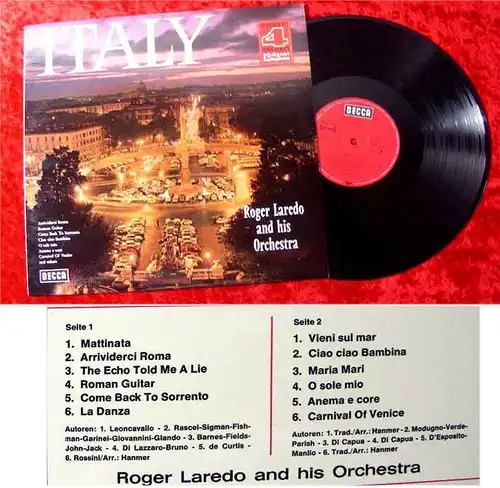 ITALY
PHASE
4
STEREO
Roger Laredo
and his
Orchestra
Arrividerci Roma
Roman Guitar
Come Back To Sorrento
Ciao ciao Bambina
O sole mio
Anema e core
Carnival Of Venice
and others
DECCA
DECCA
Seite 1
1. Mattinata
2. Arrividerci Roma
3. The Echo Told Me A Lie
4. Roman Guitar
5. Come Back To Sorrento
6. La Danza
Autoren: 1. Leoncavallo - 2. Rascel-Sigman-Fish-
man-Garinei-Giovannini-Giando - 3. Barnes-Fields-
John-Jack - 4. Di Lazzaro-Bruno - 5. de Curtis -
6. Rossini/Arr.: Hanmer
Seite 2
1. Vieni sul mar
2. Ciao ciao Bambina
3. Maria Mari
4. O sole mio
5. Anema e core
6. Carnival Of Venice
Autoren: 1. Trad./Arr.: Hanmer - 2. Modugno-Verde-
Parish - 3. Di Capua - 4. Di Capua - 5. D'Esposito-
Manlio - 6. Trad./Arr.: Hanmer
Roger Laredo and his Orchestra